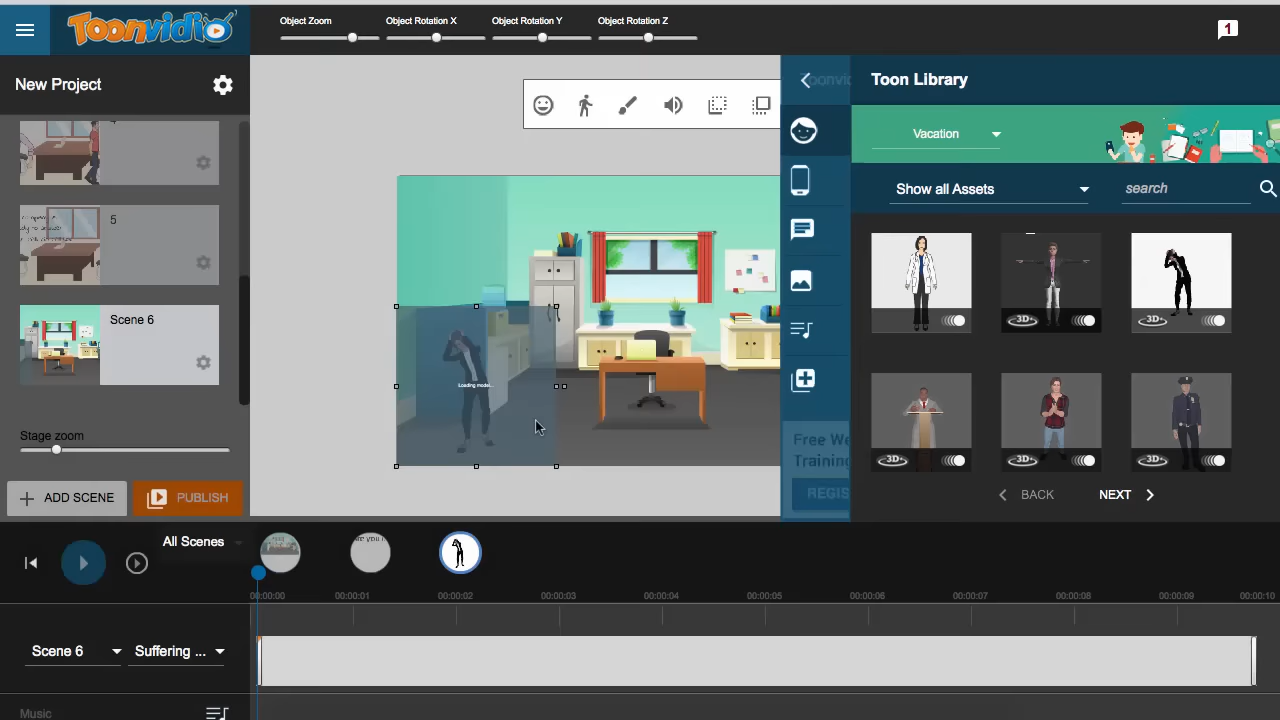 Toonvidio
Object Zoom
Object Rotation X
Object Rotation Y
Object Rotation Z
1
New Project
Toon Library
Vacation
Show all Assets
search
5
Scene 6
Loading model...
3D
3D
3D
3D
3D
Stage zoom
ADD SCENE
PUBLISH
Free We
Training
REGIS
BACK
NEXT
All Scenes
00:00:00
00:00:01
00:00:02
00:00:03
00:00:04
00:00:05
00:00:06
00:00:07
00:00:08
00:00:09
00:00:10
Scene 6
Suffering ...
Music